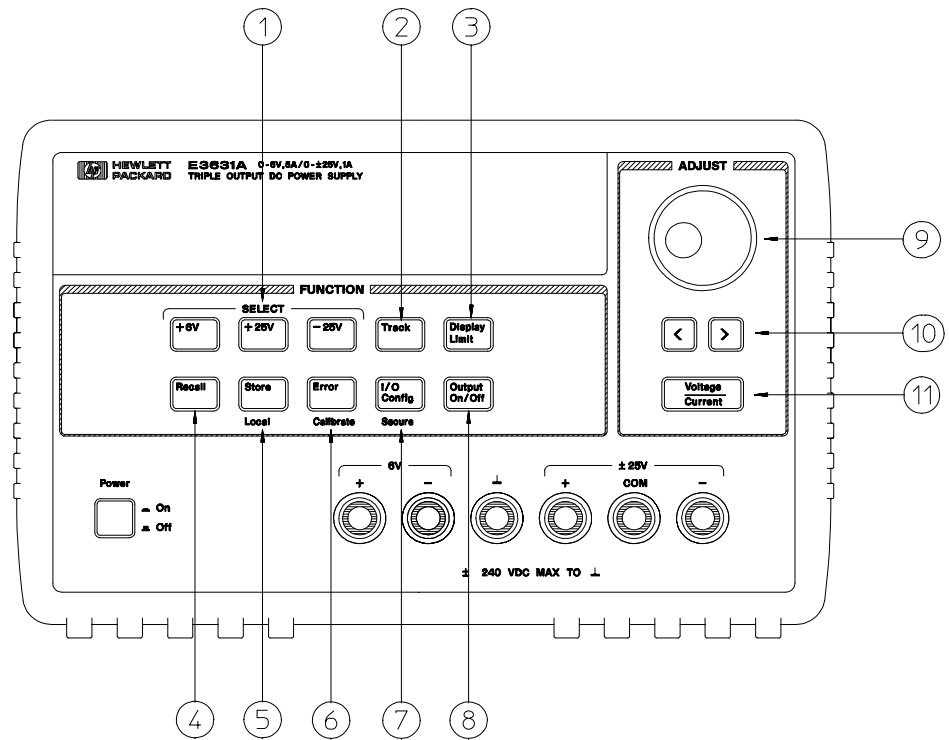 1 2 3
HEWLETT PACKARD
E3631A 0-6V,5A/0-±25V,1A
TRIPLE OUTPUT DC POWER SUPPLY
ADJUST
9
FUNCTION
SELECT
+6V +25V -25V Track Display Limit
< >
10
Recall Store Error I/O Config Output On/Off
Voltage
Current
11
Local Calibrate Secure
Power
On
Off
6V
+ - ⊥
±25V
+ COM -
± 240 VDC MAX TO ⊥
4 5 6 7 8